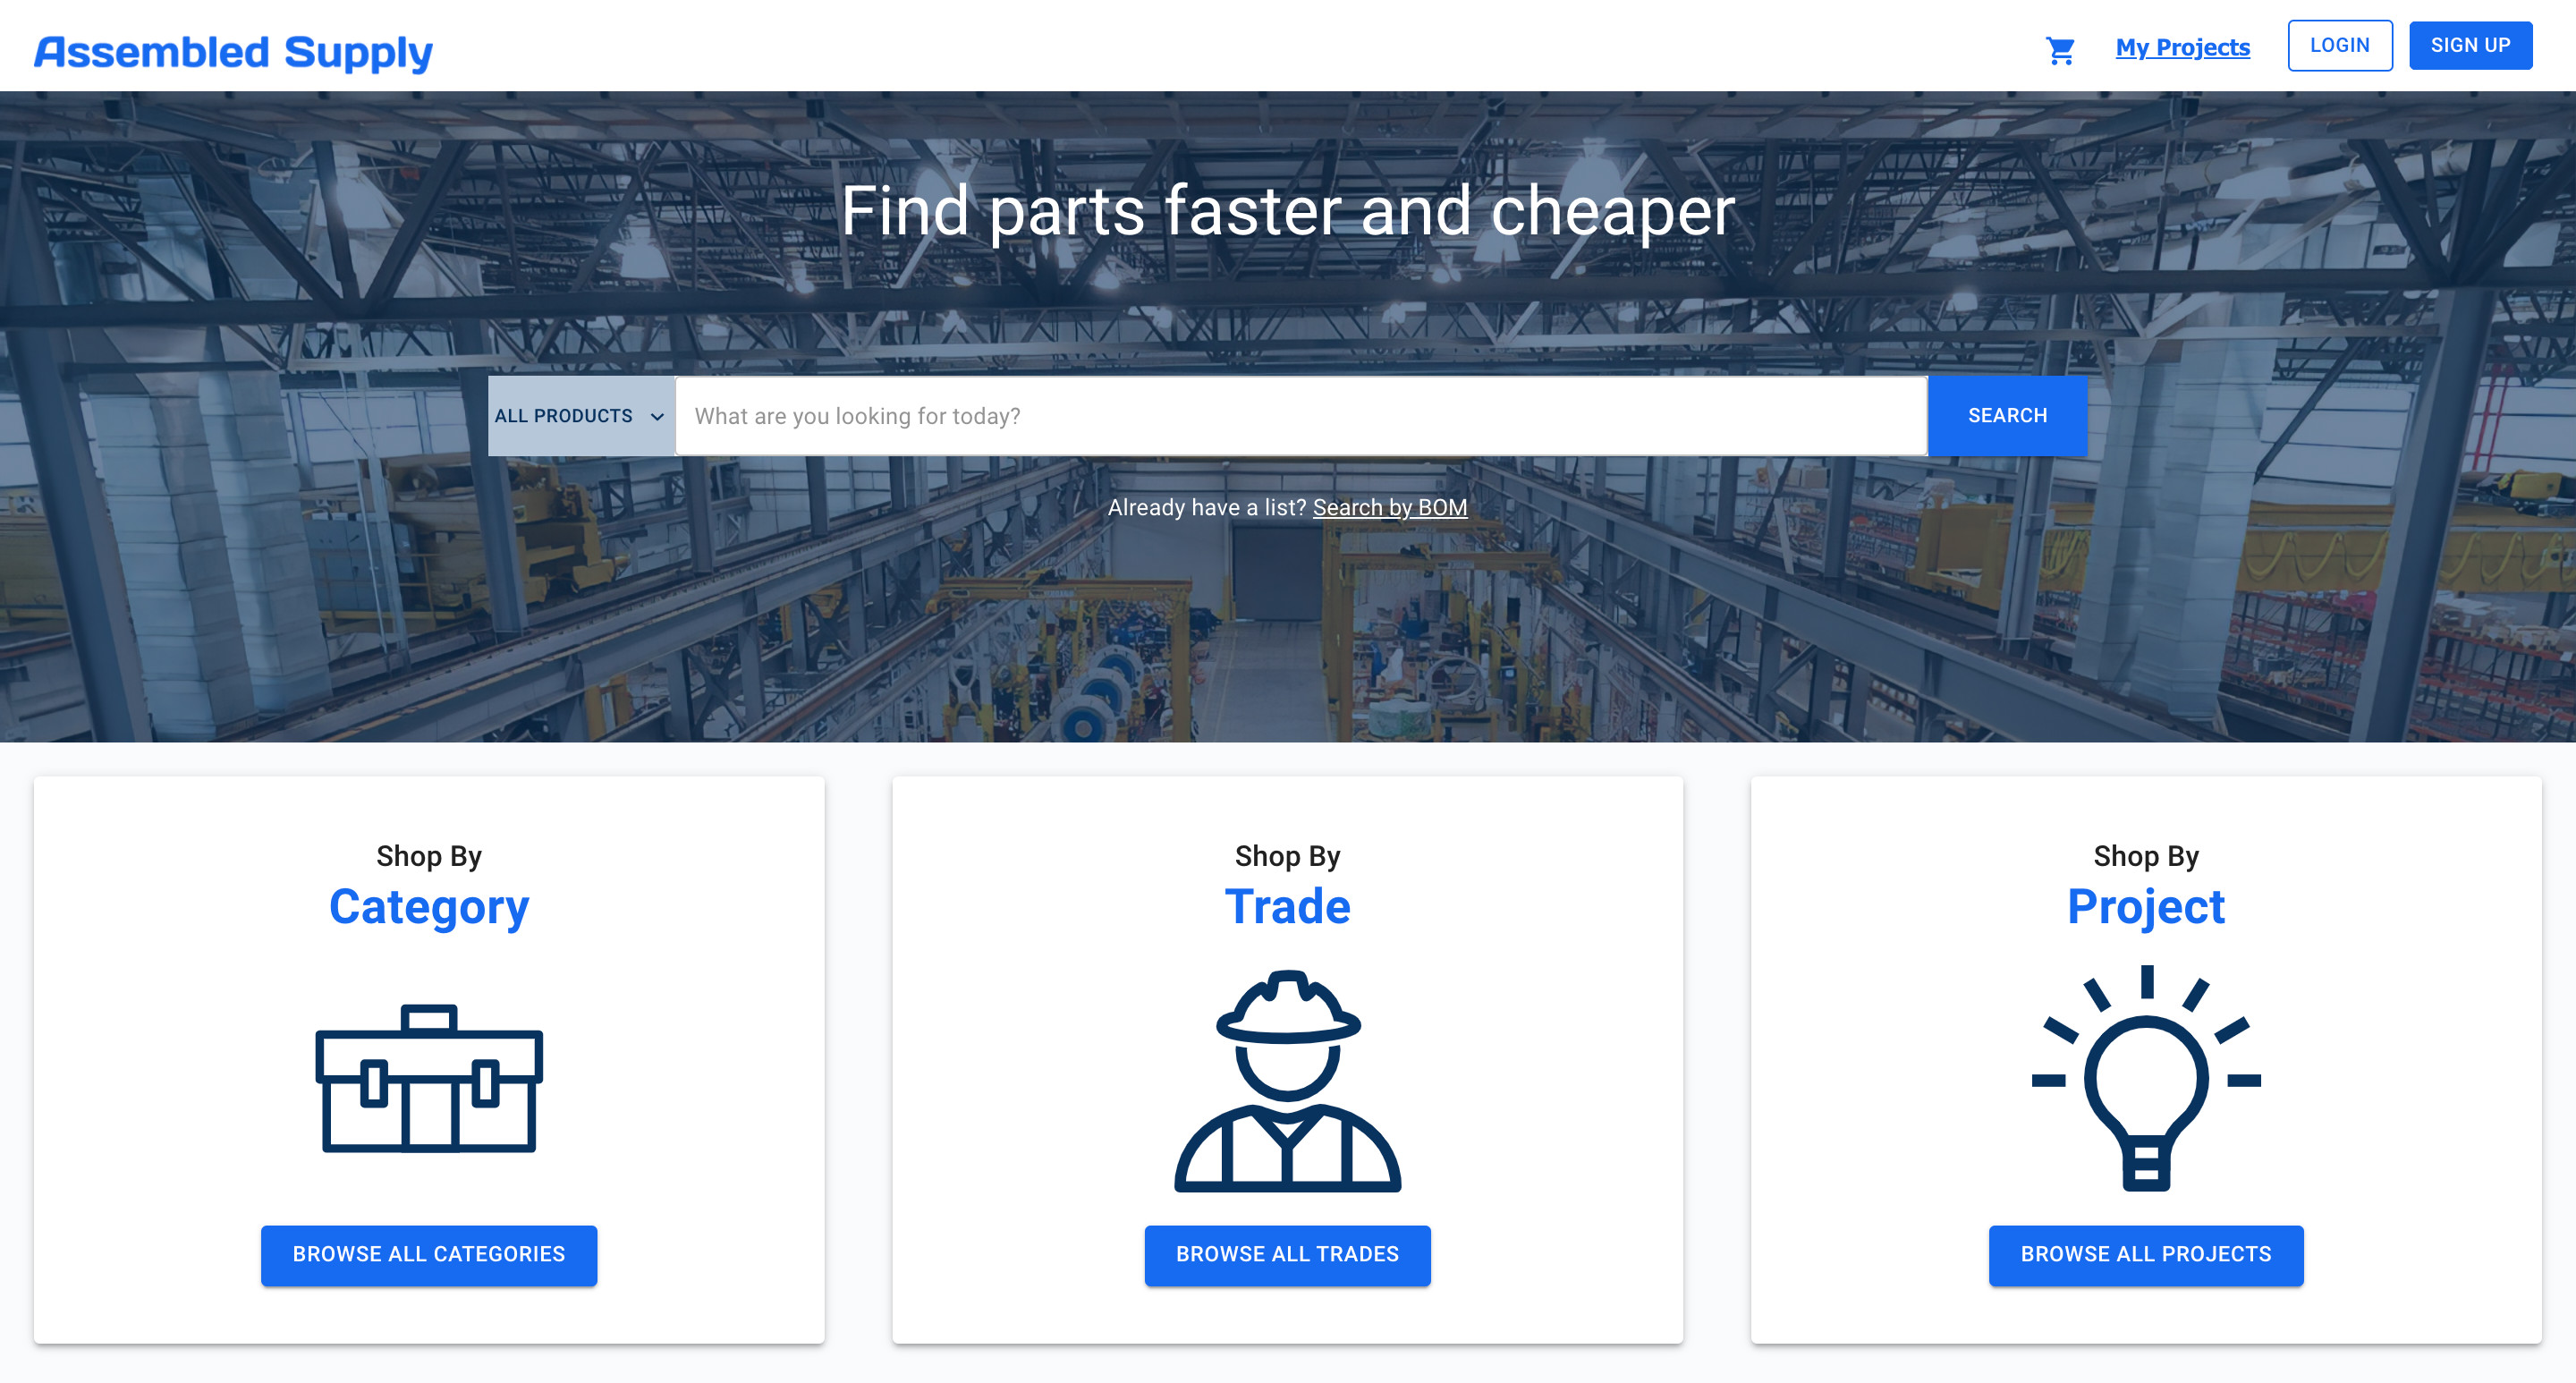 Assembled Supply
My Projects
LOGIN
SIGN UP
Find parts faster and cheaper
ALL PRODUCTS
What are you looking for today?
SEARCH
Already have a list? Search by BOM
Shop By
Category
BROWSE ALL CATEGORIES
Shop By
Trade
BROWSE ALL TRADES
Shop By
Project
BROWSE ALL PROJECTS